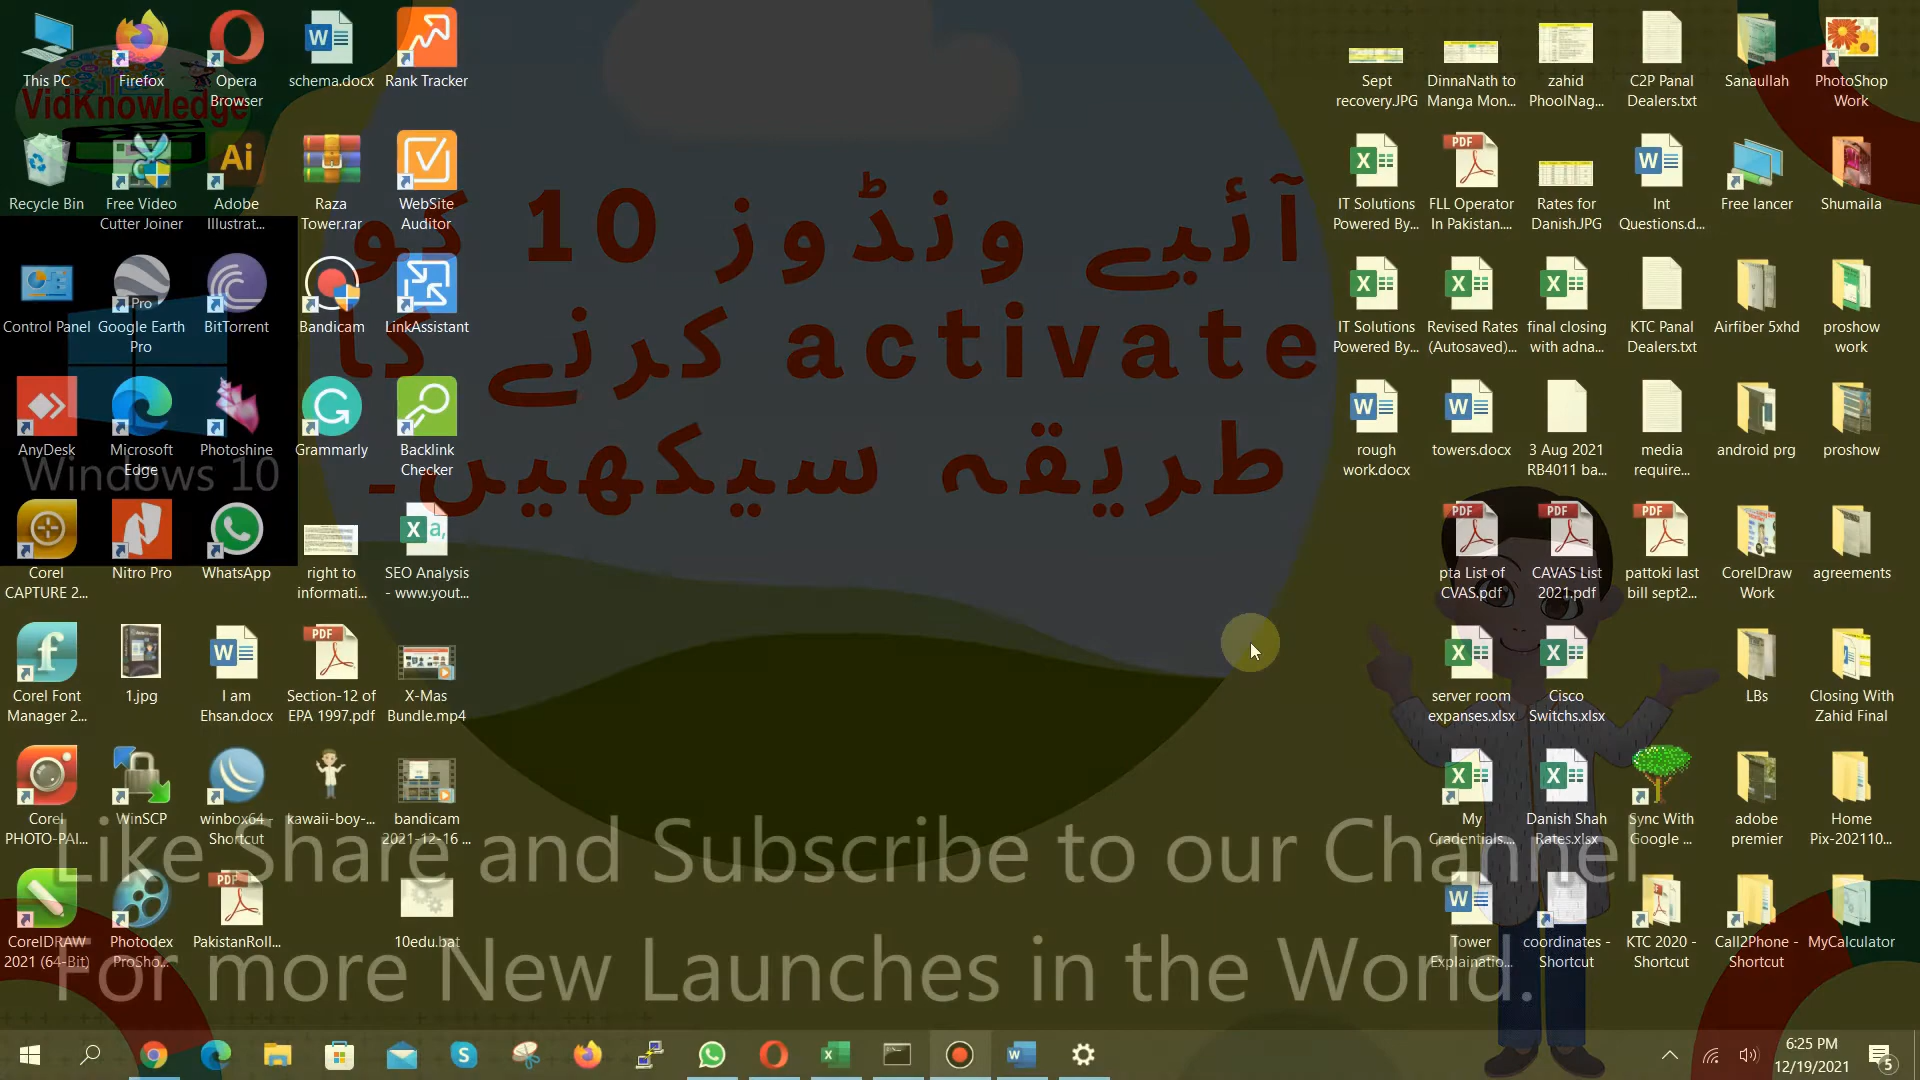 This PC
Firefox
Opera Browser
schema.docx
Rank Tracker
Sept recovery.JPG
DinnaNath to Manga Mon...
zahid PhoolNag...
C2P Panal Dealers.txt
Sanaullah
PhotoShop Work
VidKnowledge
Recycle Bin
Free Video Cutter Joiner
Adobe Illustrat...
Raza Tower.rar
WebSite Auditor
IT Solutions Powered By...
FLL Operator In Pakistan....
Rates for Danish.JPG
Int Questions.d...
Free lancer
Shumaila
آئیے ونڈوز 10 کو
activate کرنے کا
طریقہ سیکھیں۔
Control Panel
Google Earth Pro
BitTorrent
Bandicam
LinkAssistant
IT Solutions Powered By...
Revised Rates (Autosaved)...
final closing with adna...
KTC Panal Dealers.txt
Airfiber 5xhd
proshow work
AnyDesk
Microsoft Edge
Photoshine
Grammarly
Backlink Checker
rough work.docx
towers.docx
3 Aug 2021 RB4011 ba...
media require...
android prg
proshow
Windows 10
Corel CAPTURE 2...
Nitro Pro
WhatsApp
right to informati...
SEO Analysis - www.yout...
pta List of CVAS.pdf
CAVAS List 2021.pdf
pattoki last bill sept2...
CorelDraw Work
agreements
Corel Font Manager 2...
1.jpg
I am Ehsan.docx
Section-12 of EPA 1997.pdf
X-Mas Bundle.mp4
server room expanses.xlsx
Cisco Switchs.xlsx
LBs
Closing With Zahid Final
Corel PHOTO-PAI...
WinSCP
winbox64 - Shortcut
kawaii-boy-...
bandicam 2021-12-16 ...
My Credentials....
Danish Shah Rates.xlsx
Sync With Google ...
adobe premier
Home Pix-202110...
Like Share and Subscribe to our Channel
CorelDRAW 2021 (64-Bit)
Photodex ProSho...
PakistanRoll...
10edu.bat
Tower Explainatio...
coordinates - Shortcut
KTC 2020 - Shortcut
Call2Phone - Shortcut
MyCalculator
For more New Launches in the World.
6:25 PM
12/19/2021
5